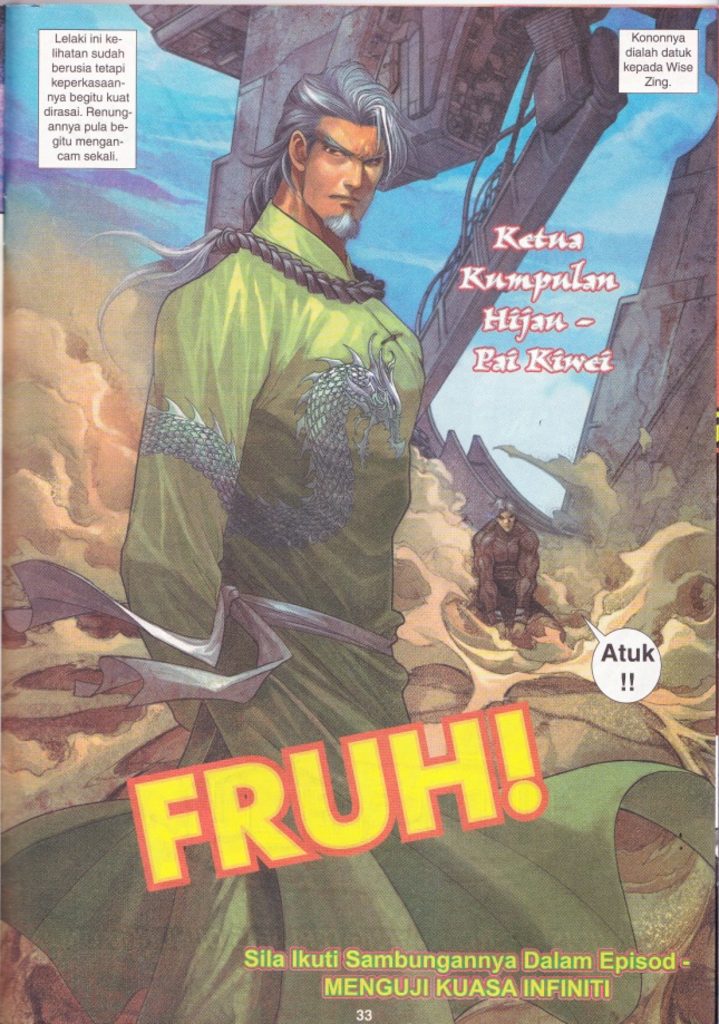 Lelaki ini ke-
lihatan sudah
berusia tetapi
keperkasaan-
nya begitu kuat
dirasai. Renung-
annya pula be-
gitu mengan-
cam sekali.
Kononnya
dialah datuk
kepada Wise
Zing.
Ketua
Kumpulan
Hijau -
Pai Kiwei
Atuk
!!
FRUH!
Sila Ikuti Sambungannya Dalam Episod -
MENGUJI KUASA INFINITI
33